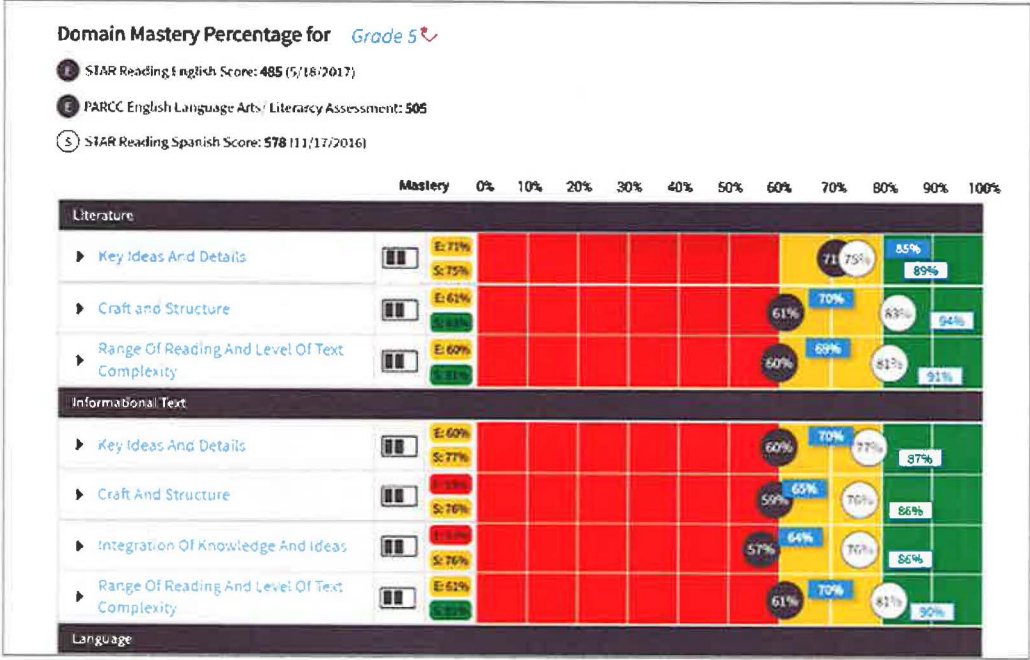 Domain Mastery Percentage for Grade 5
E STAR Reading English Score: 485 (5/18/2017)
E PARCC English Language Arts/ Literarcy Assessment: 505
S STAR Reading Spanish Score: 578 (11/17/2016)
Mastery 0% 10% 20% 30% 40% 50% 60% 70% 80% 90% 100%
Literature
Key Ideas And Details E: 71% S: 75% 71 75% 85% 89%
Craft and Structure E: 61% 61% 70% 83% 94%
Range Of Reading And Level Of Text
Complexity E: 60% S: 81% 60% 69% 81% 91%
Informational Text
Key Ideas And Details E: 60% S: 77% 60% 70% 77% 87%
Craft And Structure S: 76% 59% 65% 76% 86%
Integration Of Knowledge And Ideas S: 76% 57% 64% 76% 86%
Range Of Reading And Level Of Text
Complexity E: 61% 61% 70% 81% 90%
Language